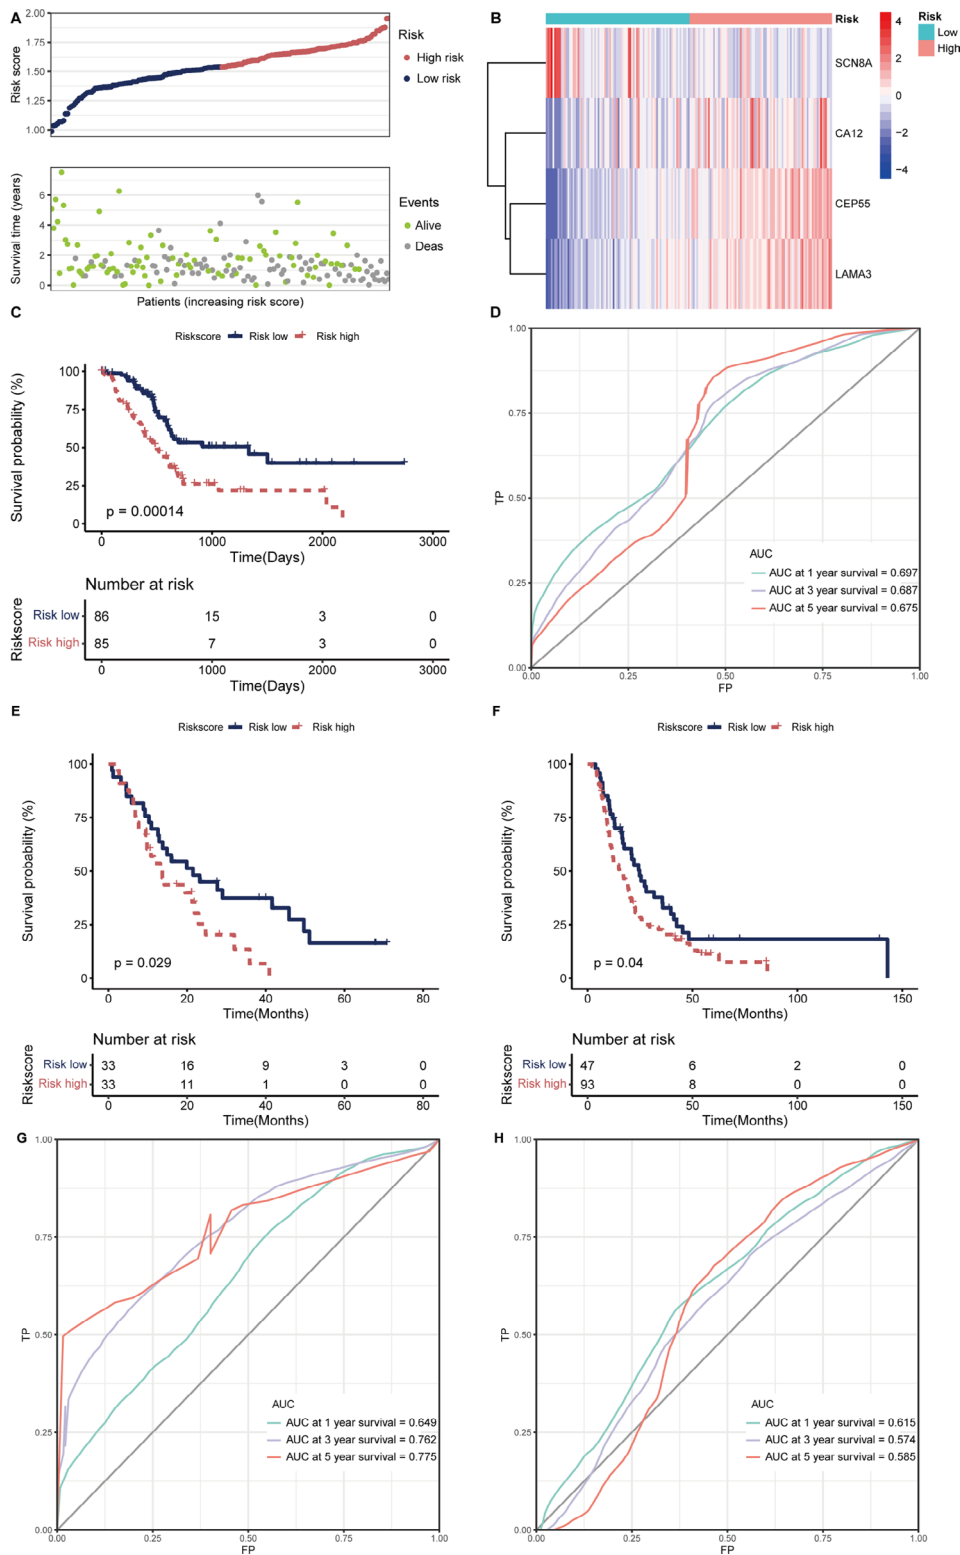 A
Risk score
2.00
1.75
1.50
1.25
1.00
Risk
High risk
Low risk
Survival time (years)
6
4
2
0
Events
Alive
Deas
Patients (increasing risk score)
B
Risk
SCN8A
CA12
CEP55
LAMA3
4
2
0
−2
−4
Risk
Low
High
C
Riskscore Risk low Risk high
Survival probability (%)
100
75
50
25
0
p = 0.00014
0 1000 2000 3000
Time(Days)
Number at risk
Riskscore
Risk low 86 15 3 0
Risk high 85 7 3 0
0 1000 2000 3000
Time(Days)
D
TP
1.00
0.75
0.50
0.25
0.00
AUC
AUC at 1 year survival = 0.697
AUC at 3 year survival = 0.687
AUC at 5 year survival = 0.675
0.00 0.25 0.50 0.75 1.00
FP
E
Riskscore Risk low Risk high
Survival probability (%)
100
75
50
25
0
p = 0.029
0 20 40 60 80
Time(Months)
Number at risk
Riskscore
Risk low 33 16 9 3 0
Risk high 33 11 1 0 0
0 20 40 60 80
Time(Months)
F
Riskscore Risk low Risk high
Survival probability (%)
100
75
50
25
0
p = 0.04
0 50 100 150
Time(Months)
Number at risk
Riskscore
Risk low 47 6 2 0
Risk high 93 8 0 0
0 50 100 150
Time(Months)
G
TP
1.00
0.75
0.50
0.25
0.00
AUC
AUC at 1 year survival = 0.649
AUC at 3 year survival = 0.762
AUC at 5 year survival = 0.775
0.00 0.25 0.50 0.75 1.00
FP
H
TP
1.00
0.75
0.50
0.25
0.00
AUC
AUC at 1 year survival = 0.615
AUC at 3 year survival = 0.574
AUC at 5 year survival = 0.585
0.00 0.25 0.50 0.75 1.00
FP